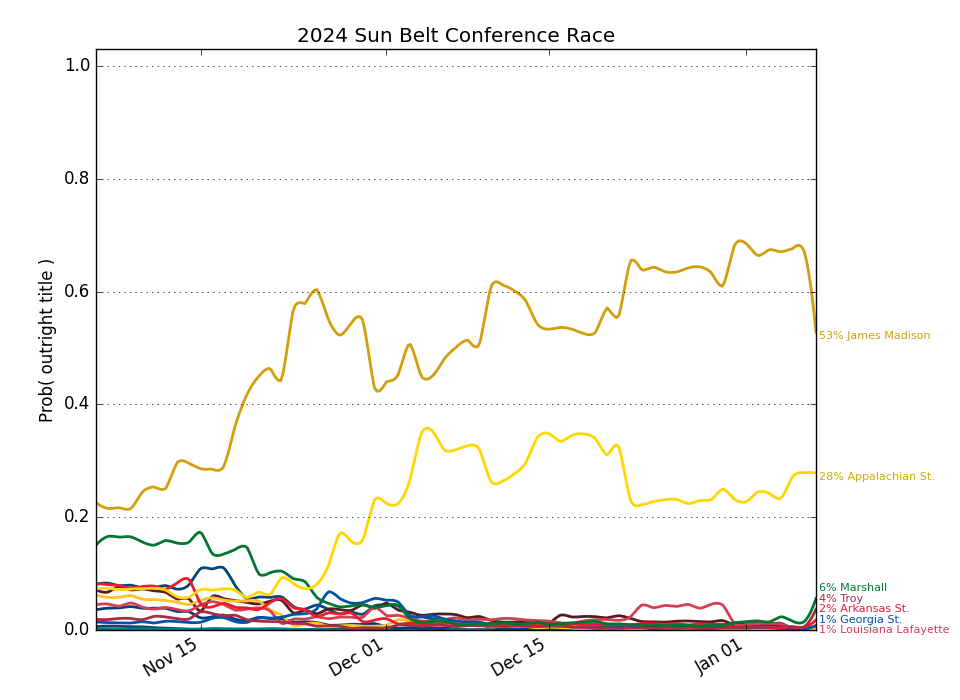 2024 Sun Belt Conference Race
Prob( outright title )
1.0
0.8
0.6
0.4
0.2
0.0
Nov 15
Dec 01
Dec 15
Jan 01
53% James Madison
28% Appalachian St.
6% Marshall
4% Troy
2% Arkansas St.
1% Georgia St.
1% Louisiana Lafayette